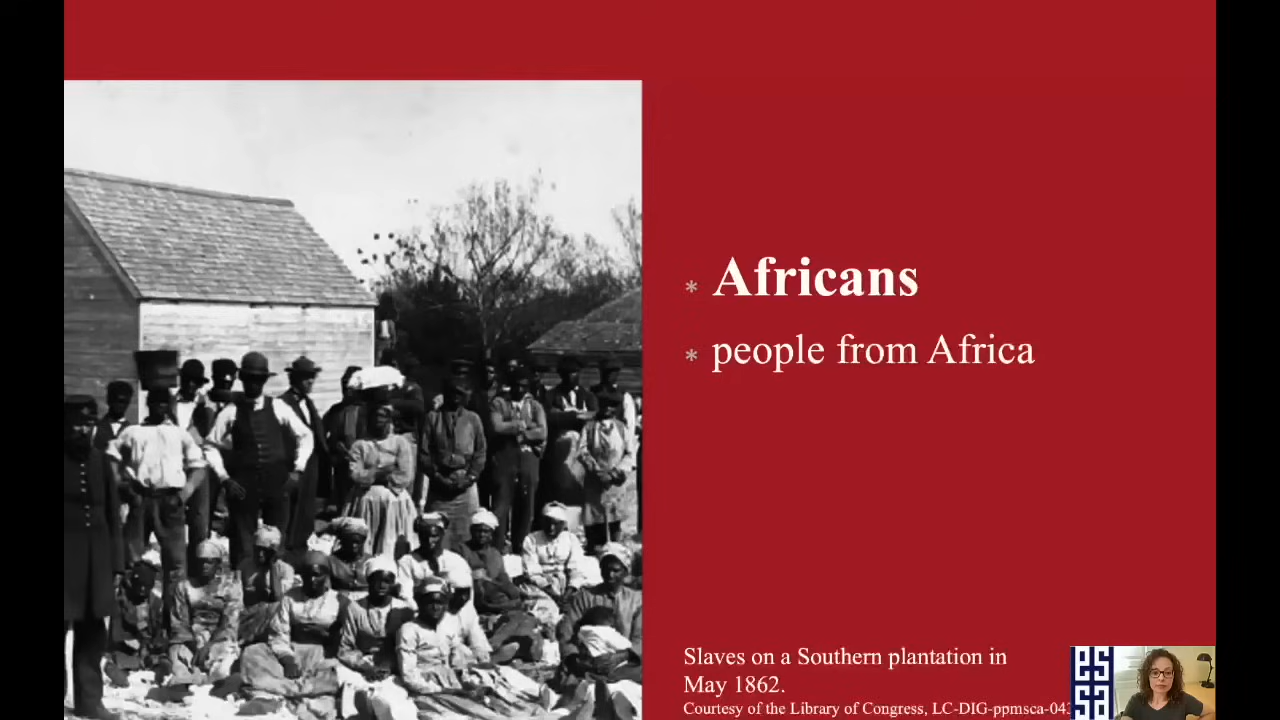 * Africans
* people from Africa
Slaves on a Southern plantation in
May 1862.
Courtesy of the Library of Congress, LC-DIG-ppmsca-04